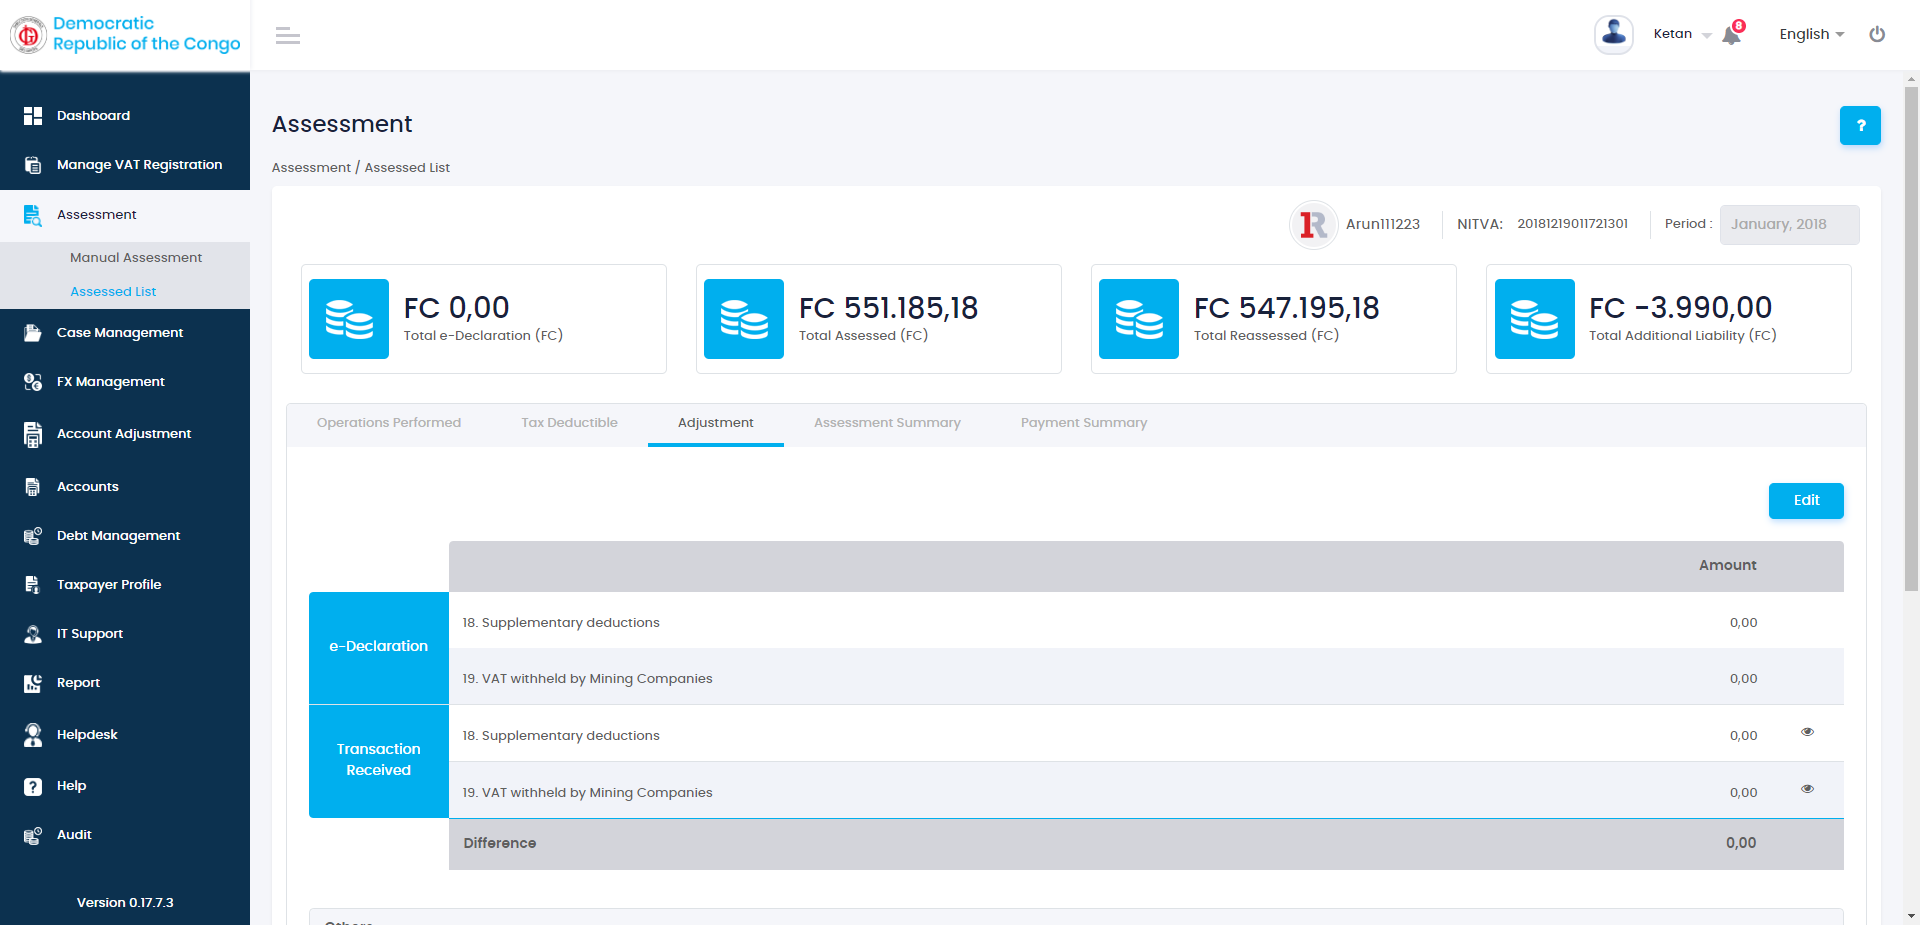 Democratic
Republic of the Congo
Ketan
8
English
Dashboard
Manage VAT Registration
Assessment
Manual Assessment
Assessed List
Case Management
FX Management
Account Adjustment
Accounts
Debt Management
Taxpayer Profile
IT Support
Report
Helpdesk
Help
Audit
Version 0.17.7.3
Assessment
?
Assessment / Assessed List
1R
Arun111223
NITVA: 20181219011721301
Period : January, 2018
FC 0,00
Total e-Declaration (FC)
FC 551.185,18
Total Assessed (FC)
FC 547.195,18
Total Reassessed (FC)
FC -3.990,00
Total Additional Liability (FC)
Operations Performed
Tax Deductible
Adjustment
Assessment Summary
Payment Summary
Edit
Amount
e-Declaration
18. Supplementary deductions 0,00
19. VAT withheld by Mining Companies 0,00
Transaction
Received
18. Supplementary deductions 0,00
19. VAT withheld by Mining Companies 0,00
Difference 0,00